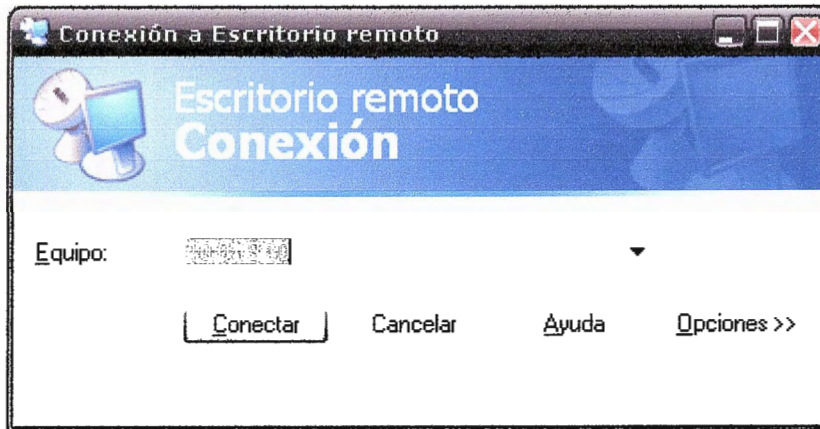 Conexión a Escritorio remoto
Escritorio remoto
Conexión
Equipo:
Conectar Cancelar Ayuda Opciones >>